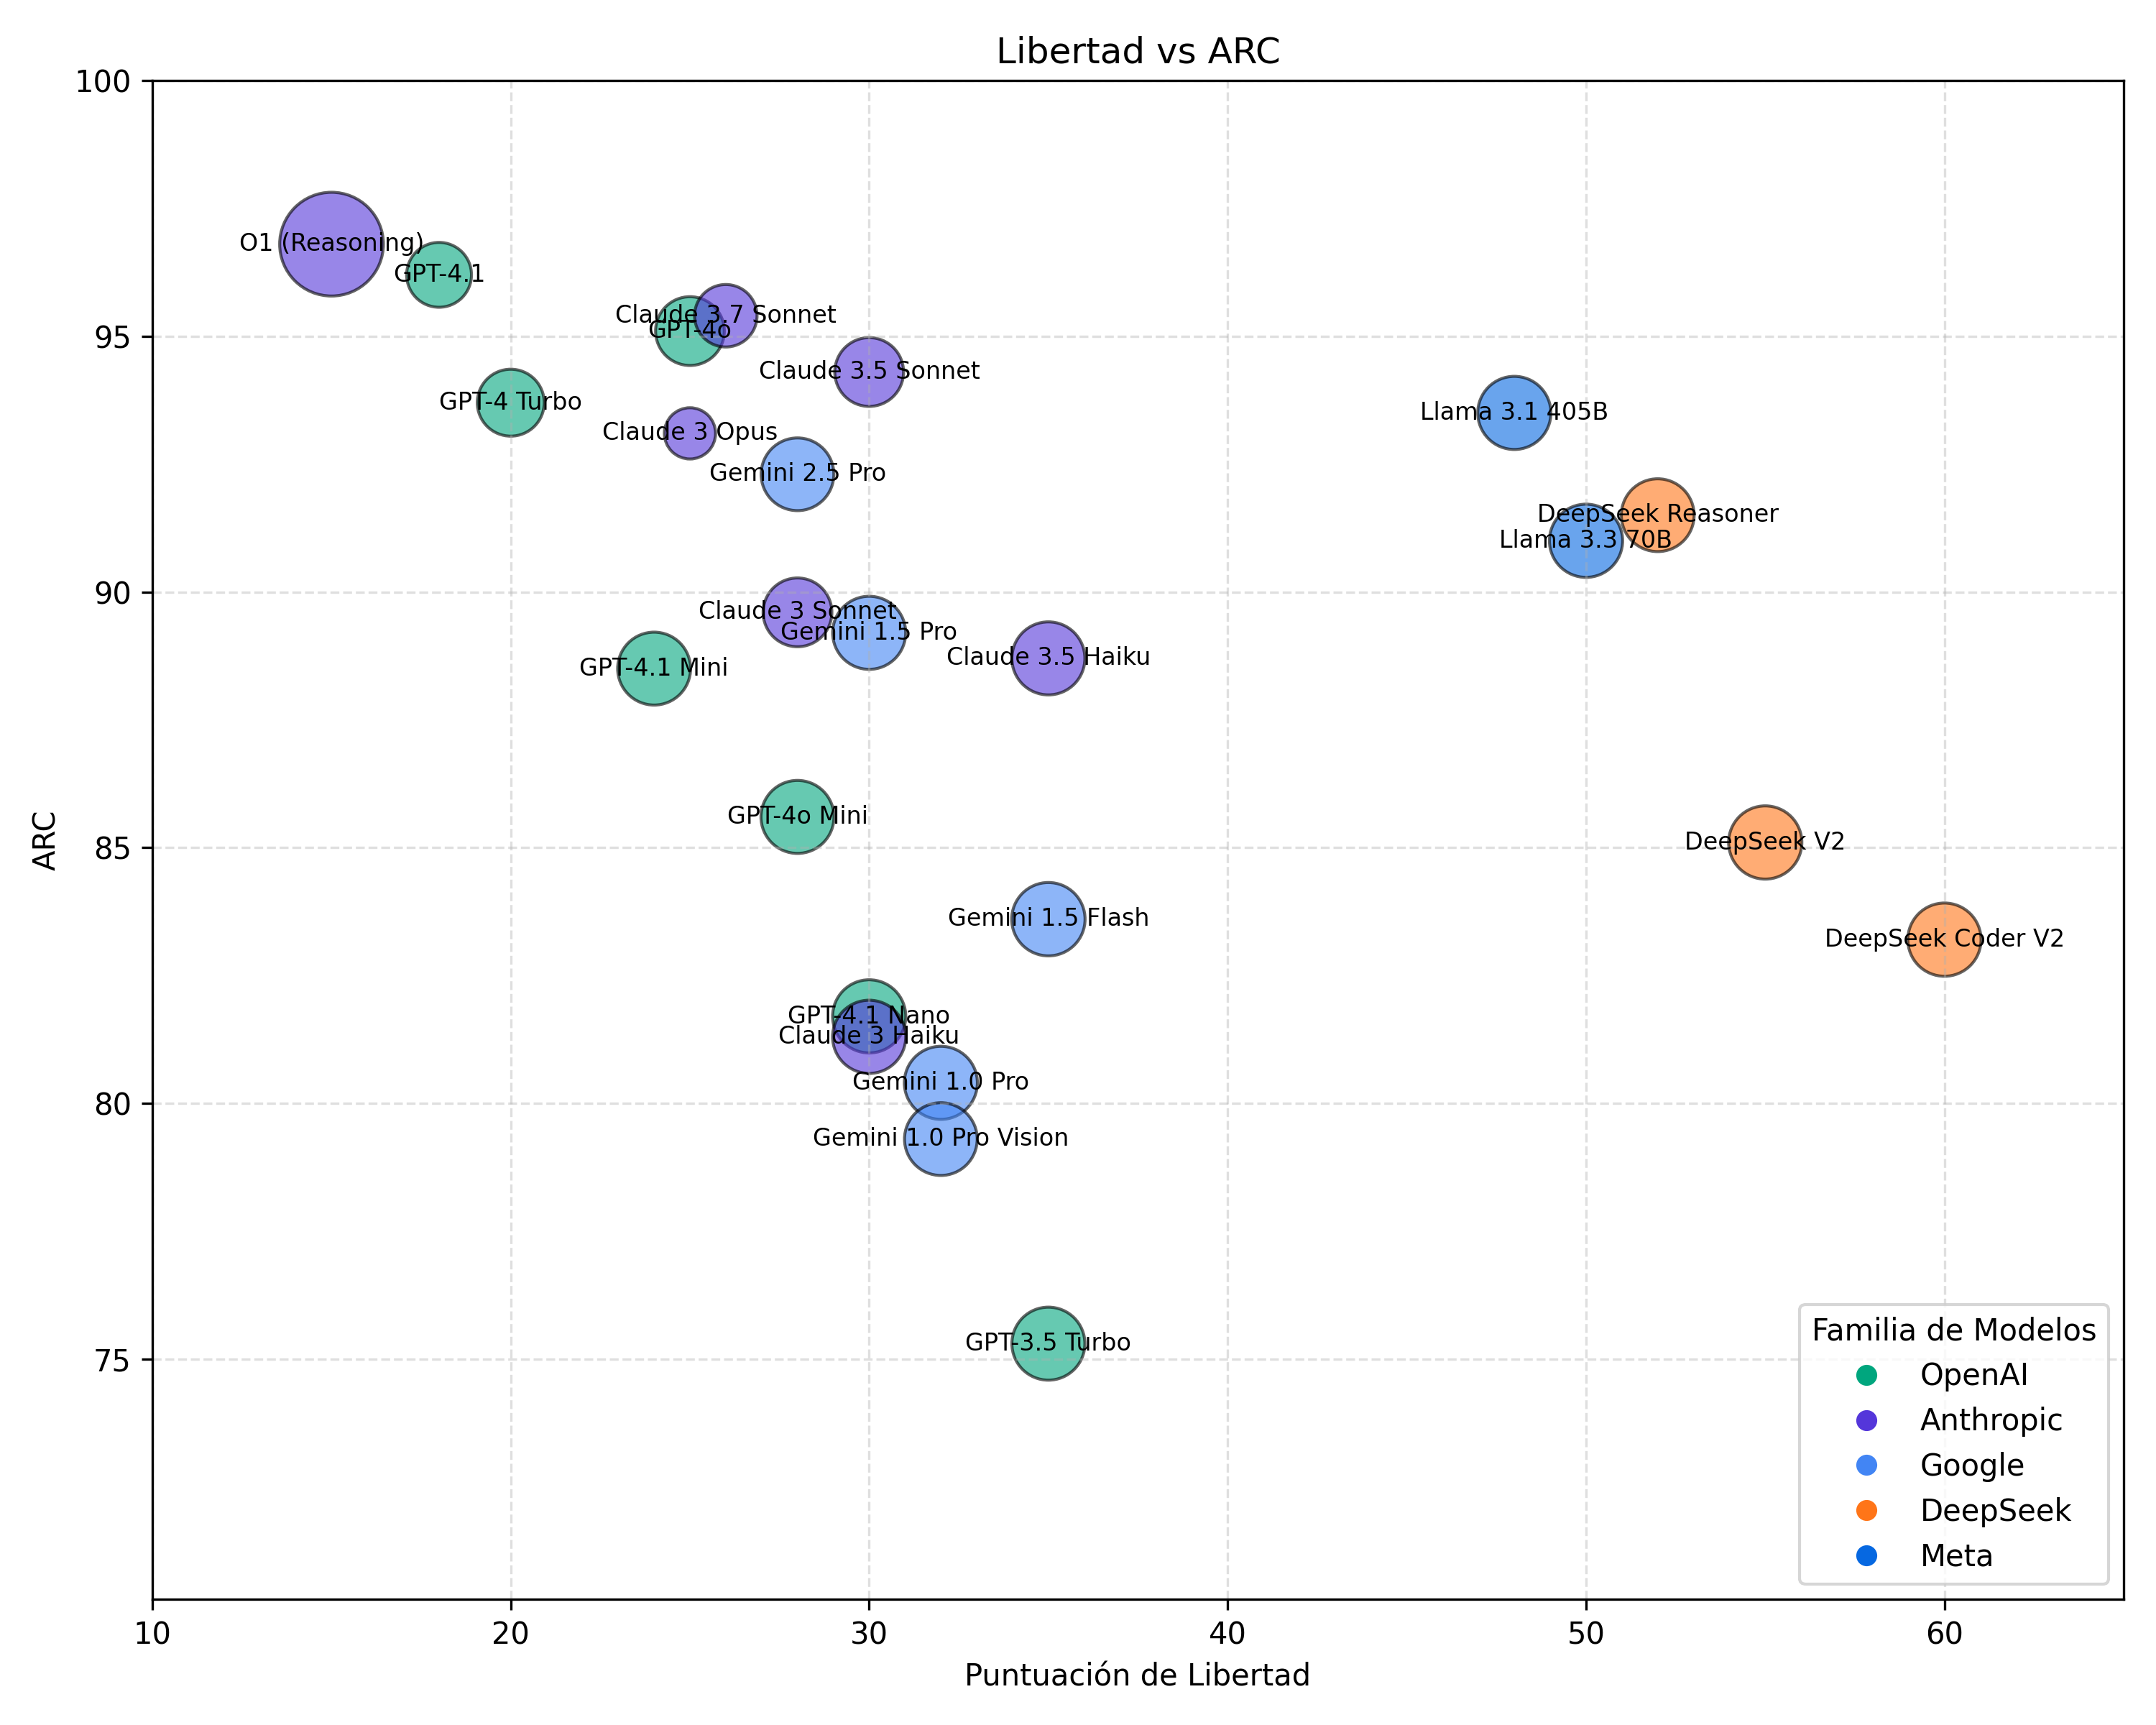 Libertad vs ARC
100
95
90
85
80
75
ARC
O1 (Reasoning)
GPT-4.1
Claude 3.7 Sonnet
GPT-4o
Claude 3.5 Sonnet
GPT-4 Turbo
Claude 3 Opus
Llama 3.1 405B
Gemini 2.5 Pro
DeepSeek Reasoner
Llama 3.3 70B
Claude 3 Sonnet
Gemini 1.5 Pro
Claude 3.5 Haiku
GPT-4.1 Mini
GPT-4o Mini
DeepSeek V2
Gemini 1.5 Flash
DeepSeek Coder V2
GPT-4.1 Nano
Claude 3 Haiku
Gemini 1.0 Pro
Gemini 1.0 Pro Vision
GPT-3.5 Turbo
Familia de Modelos
OpenAI
Anthropic
Google
DeepSeek
Meta
10 20 30 40 50 60
Puntuación de Libertad